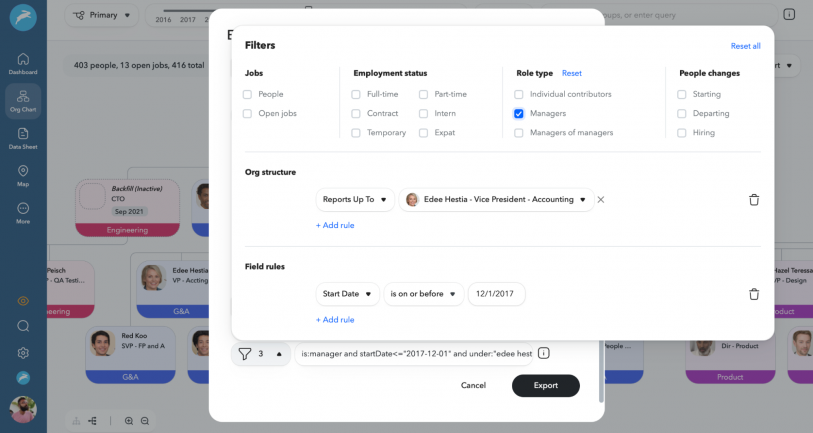 Primary
2016 2017
oups, or enter query
Dashboard
Org Chart
Data Sheet
Map
More
403 people, 13 open jobs, 416 total
Filters
Reset all
Jobs
People
Open jobs
Employment status
Full-time
Part-time
Contract
Intern
Temporary
Expat
Role type
Reset
Individual contributors
Managers
Managers of managers
People changes
Starting
Departing
Hiring
Org structure
Reports Up To
Edee Hestia - Vice President - Accounting
+ Add rule
Field rules
Start Date
is on or before
12/1/2017
+ Add rule
Backfill (Inactive)
CTO
Sep 2021
Engineering
Peisch
- QA Testi...
eering
Edee Hestia
VP - Accting
G&A
Red Koo
SVP - FP and A
G&A
Hazel Teressa
VP - Design
oduct
People ...
Dir - Product
Product
3
is:manager and startDate<="2017-12-01" and under:"edee hest
Cancel
Export